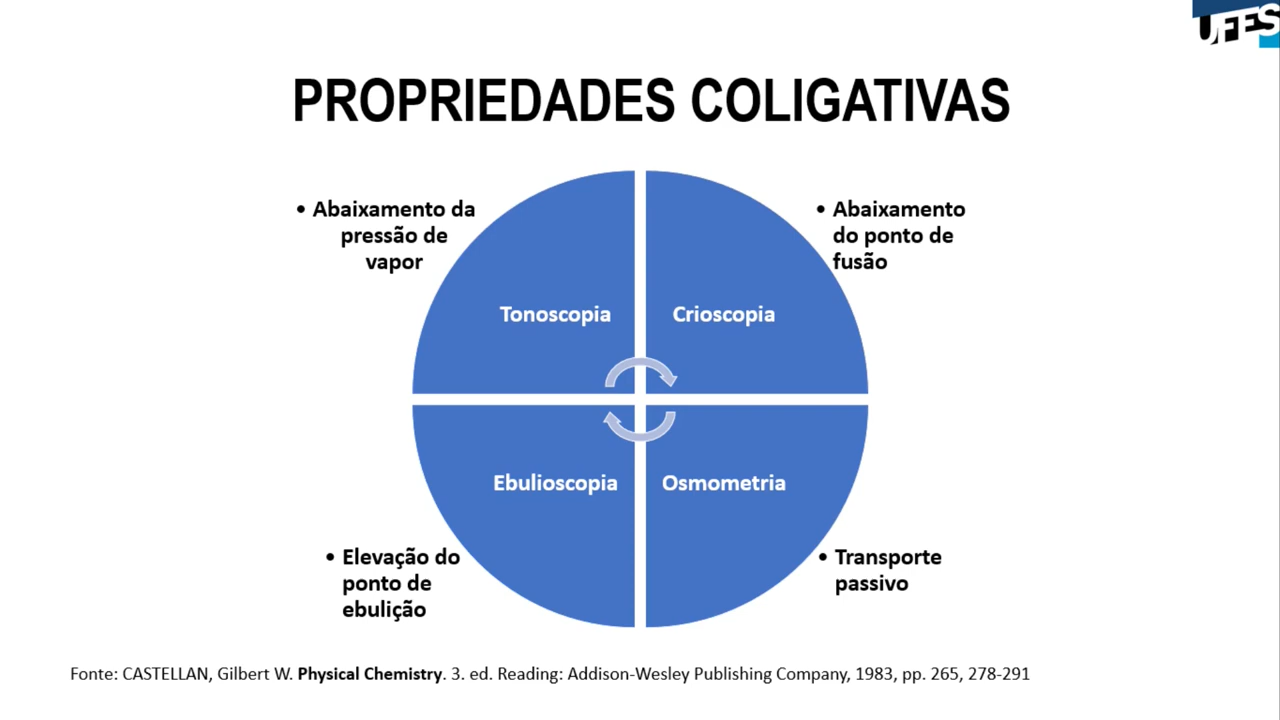 UFES
PROPRIEDADES COLIGATIVAS
• Abaixamento da
pressão de
vapor
• Abaixamento
do ponto de
fusão
Tonoscopia
Crioscopia
Ebulioscopia
Osmometria
• Elevação do
ponto de
ebulição
• Transporte
passivo
Fonte: CASTELLAN, Gilbert W. Physical Chemistry. 3. ed. Reading: Addison-Wesley Publishing Company, 1983, pp. 265, 278-291